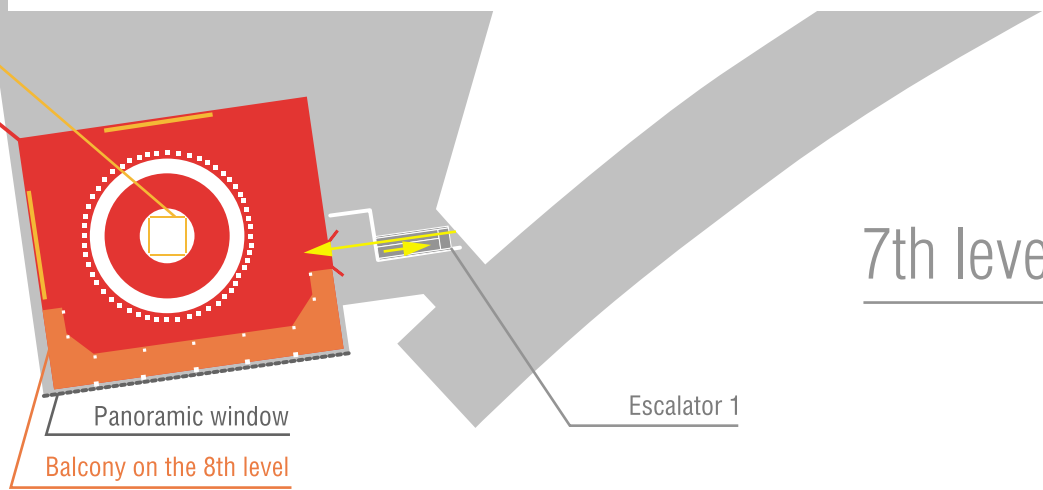 7th leve
Escalator 1
Panoramic window
Balcony on the 8th level